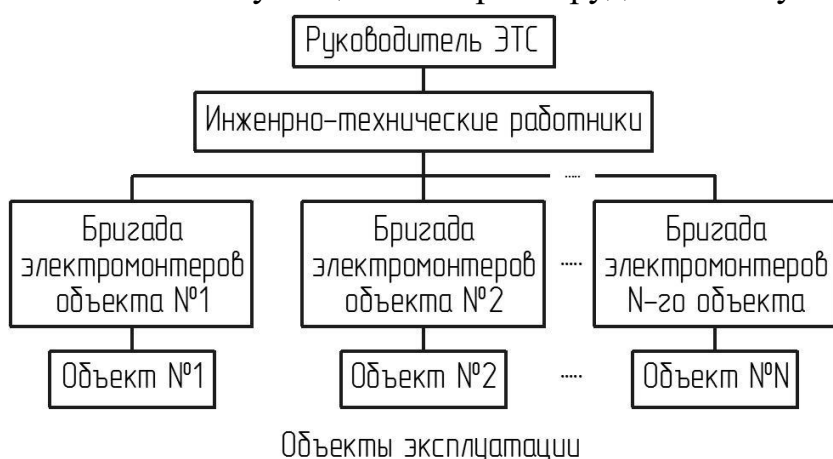 Руководитель ЭТС
Инженрно-технические работники
.....
Бригада
электромонтеров
объекта №1
Бригада
электромонтеров
объекта №2
.....
Бригада
электромонтеров
N-го объекта
Объект №1
Объект №2
.....
Объект №N
Объекты эксплуатации